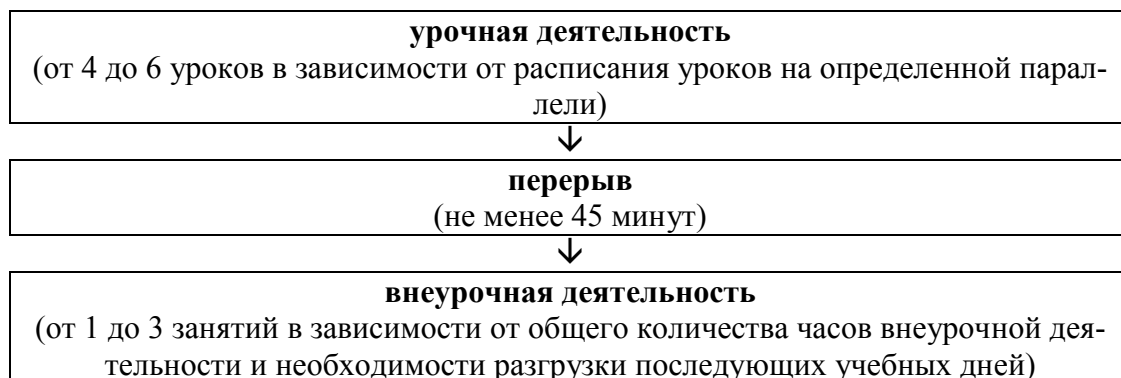 урочная деятельность
(от 4 до 6 уроков в зависимости от расписания уроков на определенной парал-
лели)
↓
перерыв
(не менее 45 минут)
↓
внеурочная деятельность
(от 1 до 3 занятий в зависимости от общего количества часов внеурочной дея-
тельности и необходимости разгрузки последующих учебных дней)